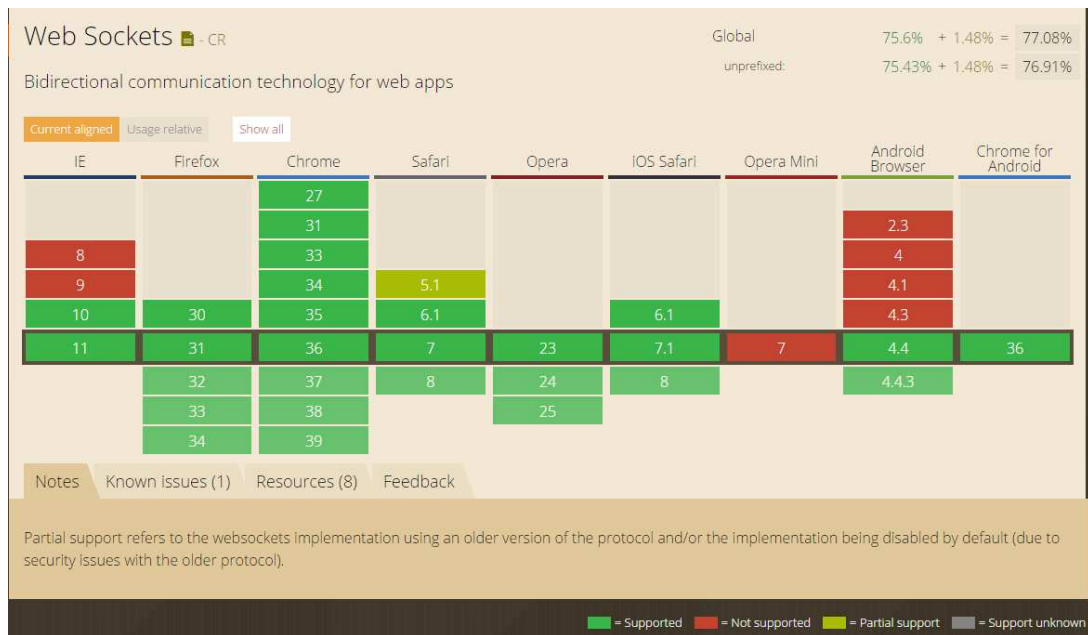 Web Sockets - CR
Global 75.6% + 1.48% = 77.08%
unprefixed: 75.43% + 1.48% = 76.91%
Bidirectional communication technology for web apps
Current aligned Usage relative Show all
IE Firefox Chrome Safari Opera iOS Safari Opera Mini Android Browser Chrome for Android
27
31 2.3
8 33 4
9 34 5.1 4.1
10 30 35 6.1 6.1 4.3
11 31 36 7 23 7.1 7 4.4 36
32 37 8 24 8 4.4.3
33 38 25
34 39
Notes Known issues (1) Resources (8) Feedback
Partial support refers to the websockets implementation using an older version of the protocol and/or the implementation being disabled by default (due to
security issues with the older protocol).
= Supported = Not supported = Partial support = Support unknown